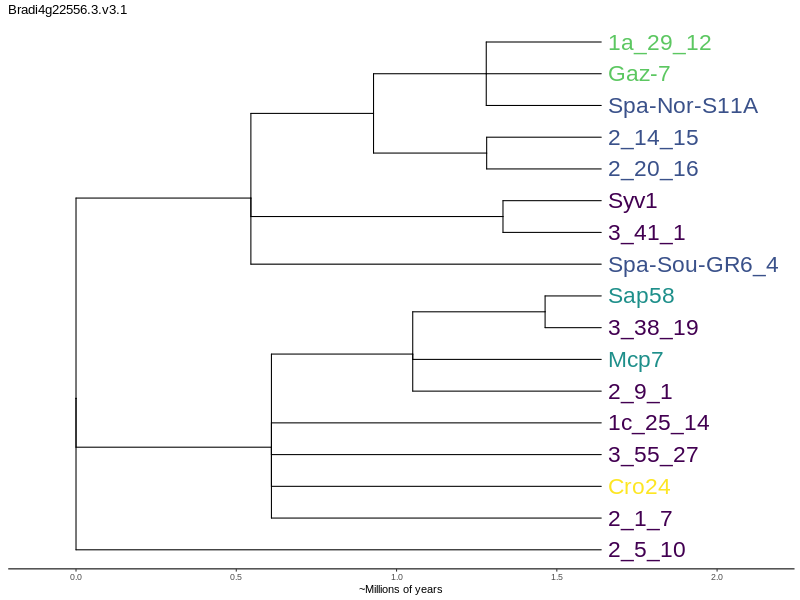 Bradi4g22556.3.v3.1
1a_29_12
Gaz-7
Spa-Nor-S11A
2_14_15
2_20_16
Syv1
3_41_1
Spa-Sou-GR6_4
Sap58
3_38_19
Mcp7
2_9_1
1c_25_14
3_55_27
Cro24
2_1_7
2_5_10
0.0 0.5 1.0 1.5 2.0
~Millions of years